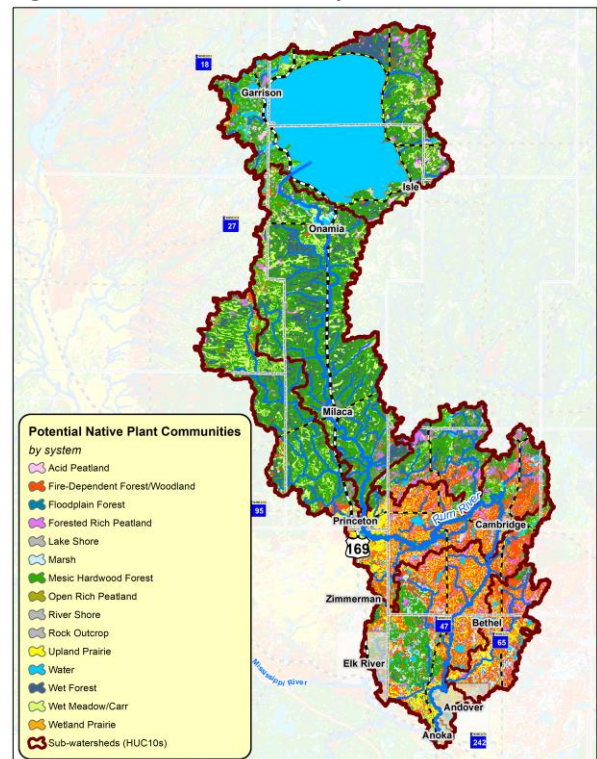 18
Garrison
Isle
Onamia
27
Milaca
Rum River
95
Princeton
Cambridge
169
Zimmerman
47
Bethel
65
Elk River
Mississippi River
Andover
Anoka
242
Potential Native Plant Communities
by system
Acid Peatland
Fire-Dependent Forest/Woodland
Floodplain Forest
Forested Rich Peatland
Lake Shore
Marsh
Mesic Hardwood Forest
Open Rich Peatland
River Shore
Rock Outcrop
Upland Prairie
Water
Wet Forest
Wet Meadow/Carr
Wetland Prairie
Sub-watersheds (HUC10s)